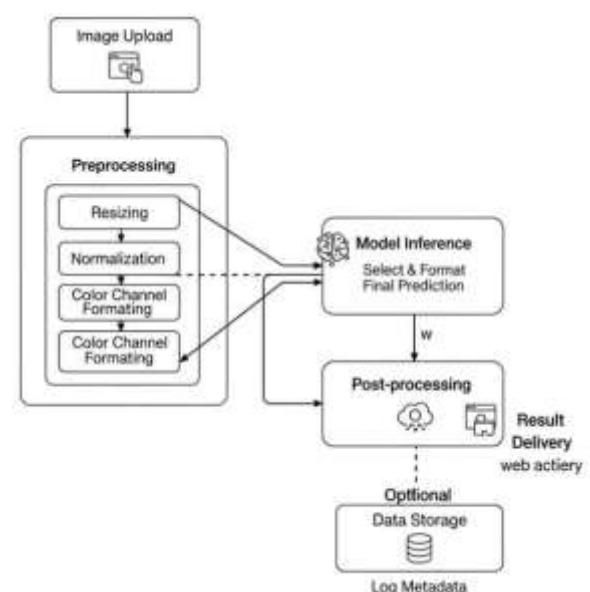 Image Upload
Preprocessing
Resizing
Normalization
Color Channel
Formating
Color Channel
Formating
Model Inference
Select & Format
Final Prediction
w
Post-processing
Result
Delivery
web actiery
Opttional
Data Storage
Log Metadata